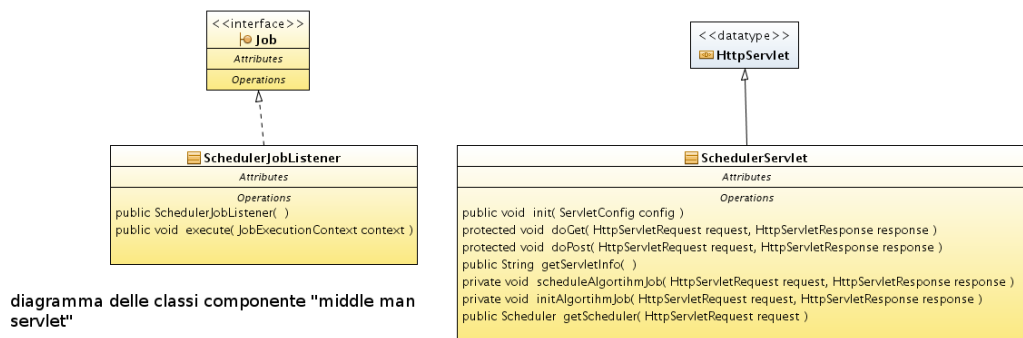 <<interface>>
Job
Attributes
Operations
<<datatype>>
HttpServlet
SchedulerJobListener
Attributes
Operations
public SchedulerJobListener( )
public void execute( JobExecutionContext context )
SchedulerServlet
Attributes
Operations
public void init( ServletConfig config )
protected void doGet( HttpServletRequest request, HttpServletResponse response )
protected void doPost( HttpServletRequest request, HttpServletResponse response )
public String getServletInfo( )
private void scheduleAlgortihmJob( HttpServletRequest request, HttpServletResponse response )
private void initAlgortihmJob( HttpServletRequest request, HttpServletResponse response )
public Scheduler getScheduler( HttpServletRequest request )
diagramma delle classi componente "middle man
servlet"